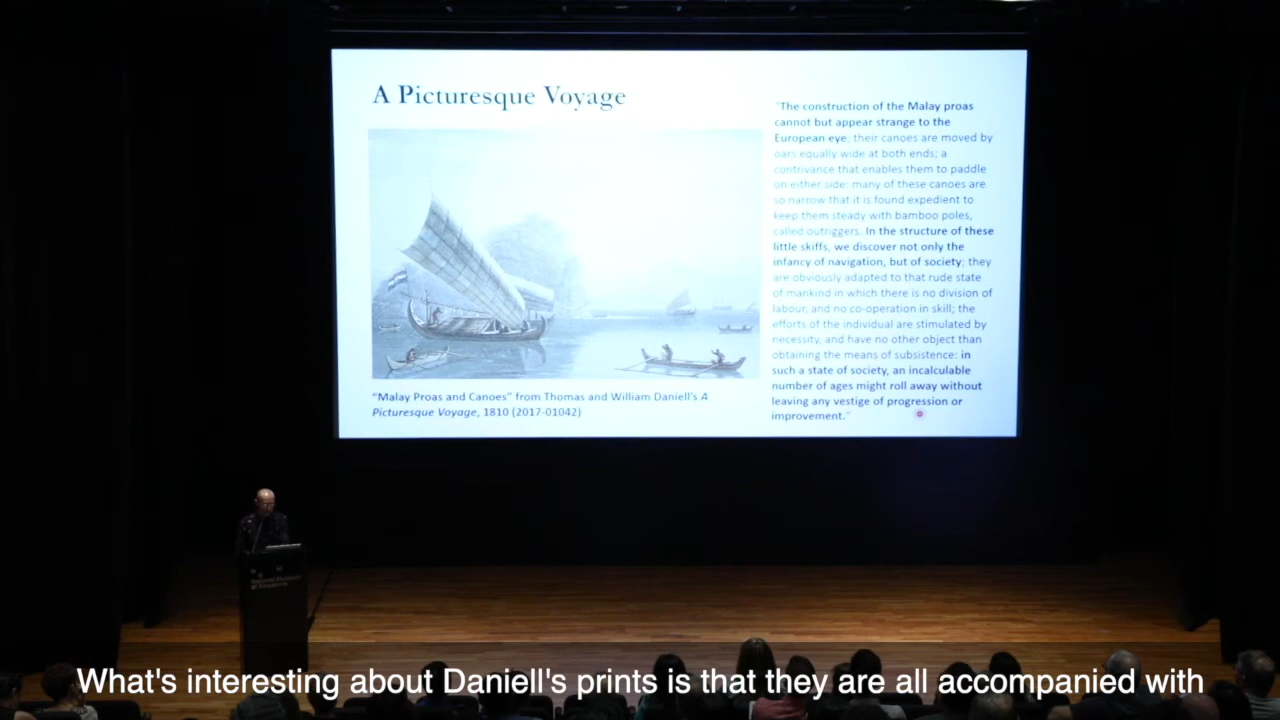 A Picturesque Voyage
"The construction of the Malay proas
cannot but appear strange to the
European eye; their canoes are moved by
oars equally wide at both ends; a
contrivance that enables them to paddle
on either side: many of these canoes are
so narrow that it is found expedient to
keep them steady with bamboo poles,
called outriggers. In the structure of these
little skiffs, we discover not only the
infancy of navigation, but of society; they
are obviously adapted to that rude state
of mankind in which there is no division of
labour, and no co-operation in skill; the
efforts of the individual are stimulated by
necessity, and have no other object than
obtaining the means of subsistence: in
such a state of society, an incalculable
number of ages might roll away without
leaving any vestige of progression or
improvement."
"Malay Proas and Canoes" from Thomas and William Daniell's A
Picturesque Voyage, 1810 (2017-01042)
National Museum
of Singapore
What's interesting about Daniell's prints is that they are all accompanied with